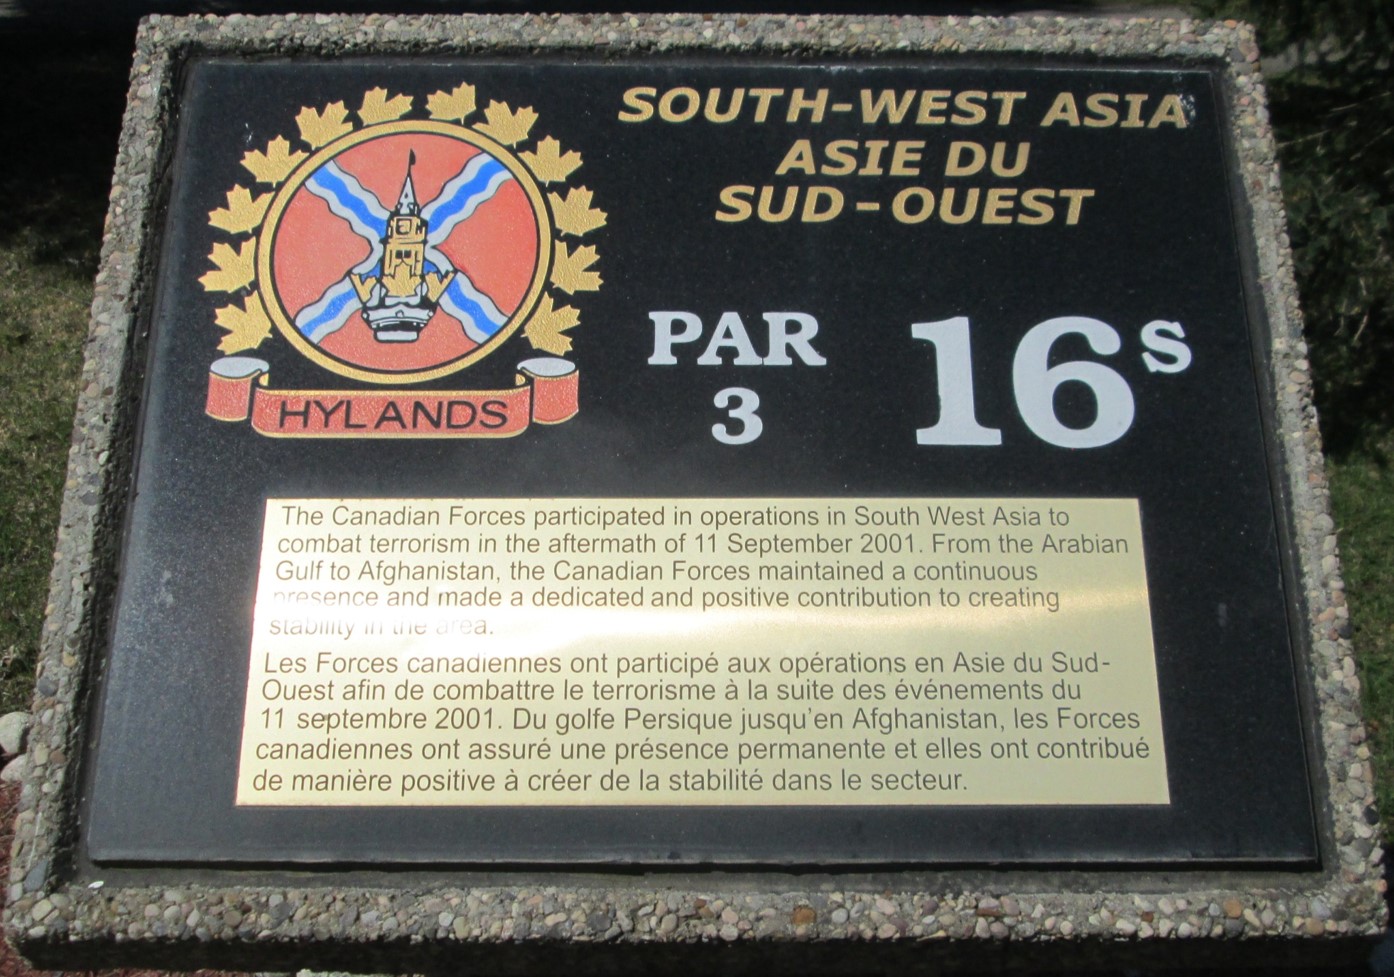 SOUTH-WEST ASIA
ASIE DU
SUD-OUEST
HYLANDS
PAR
3
16S
The Canadian Forces participated in operations in South West Asia to
combat terrorism in the aftermath of 11 September 2001. From the Arabian
Gulf to Afghanistan, the Canadian Forces maintained a continuous
presence and made a dedicated and positive contribution to creating
stability in the area.
Les Forces canadiennes ont participé aux opérations en Asie du Sud-
Ouest afin de combattre le terrorisme à la suite des événements du
11 septembre 2001. Du golfe Persique jusqu'en Afghanistan, les Forces
canadiennes ont assuré une présence permanente et elles ont contribué
de manière positive à créer de la stabilité dans le secteur.